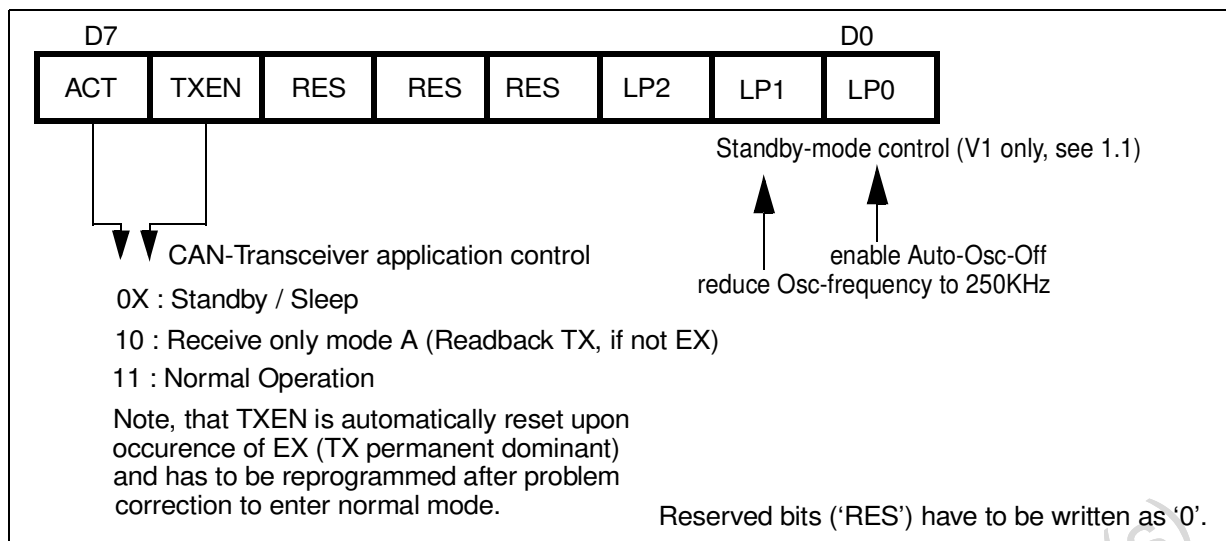 D7 D0
ACT TXEN RES RES RES LP2 LP1 LP0
Standby-mode control (V1 only, see 1.1)
CAN-Transceiver application control
enable Auto-Osc-Off
reduce Osc-frequency to 250KHz
0X : Standby / Sleep
10 : Receive only mode A (Readback TX, if not EX)
11 : Normal Operation
Note, that TXEN is automatically reset upon
occurence of EX (TX permanent dominant)
and has to be reprogrammed after problem
correction to enter normal mode.
Reserved bits (‘RES’) have to be written as ‘0’.